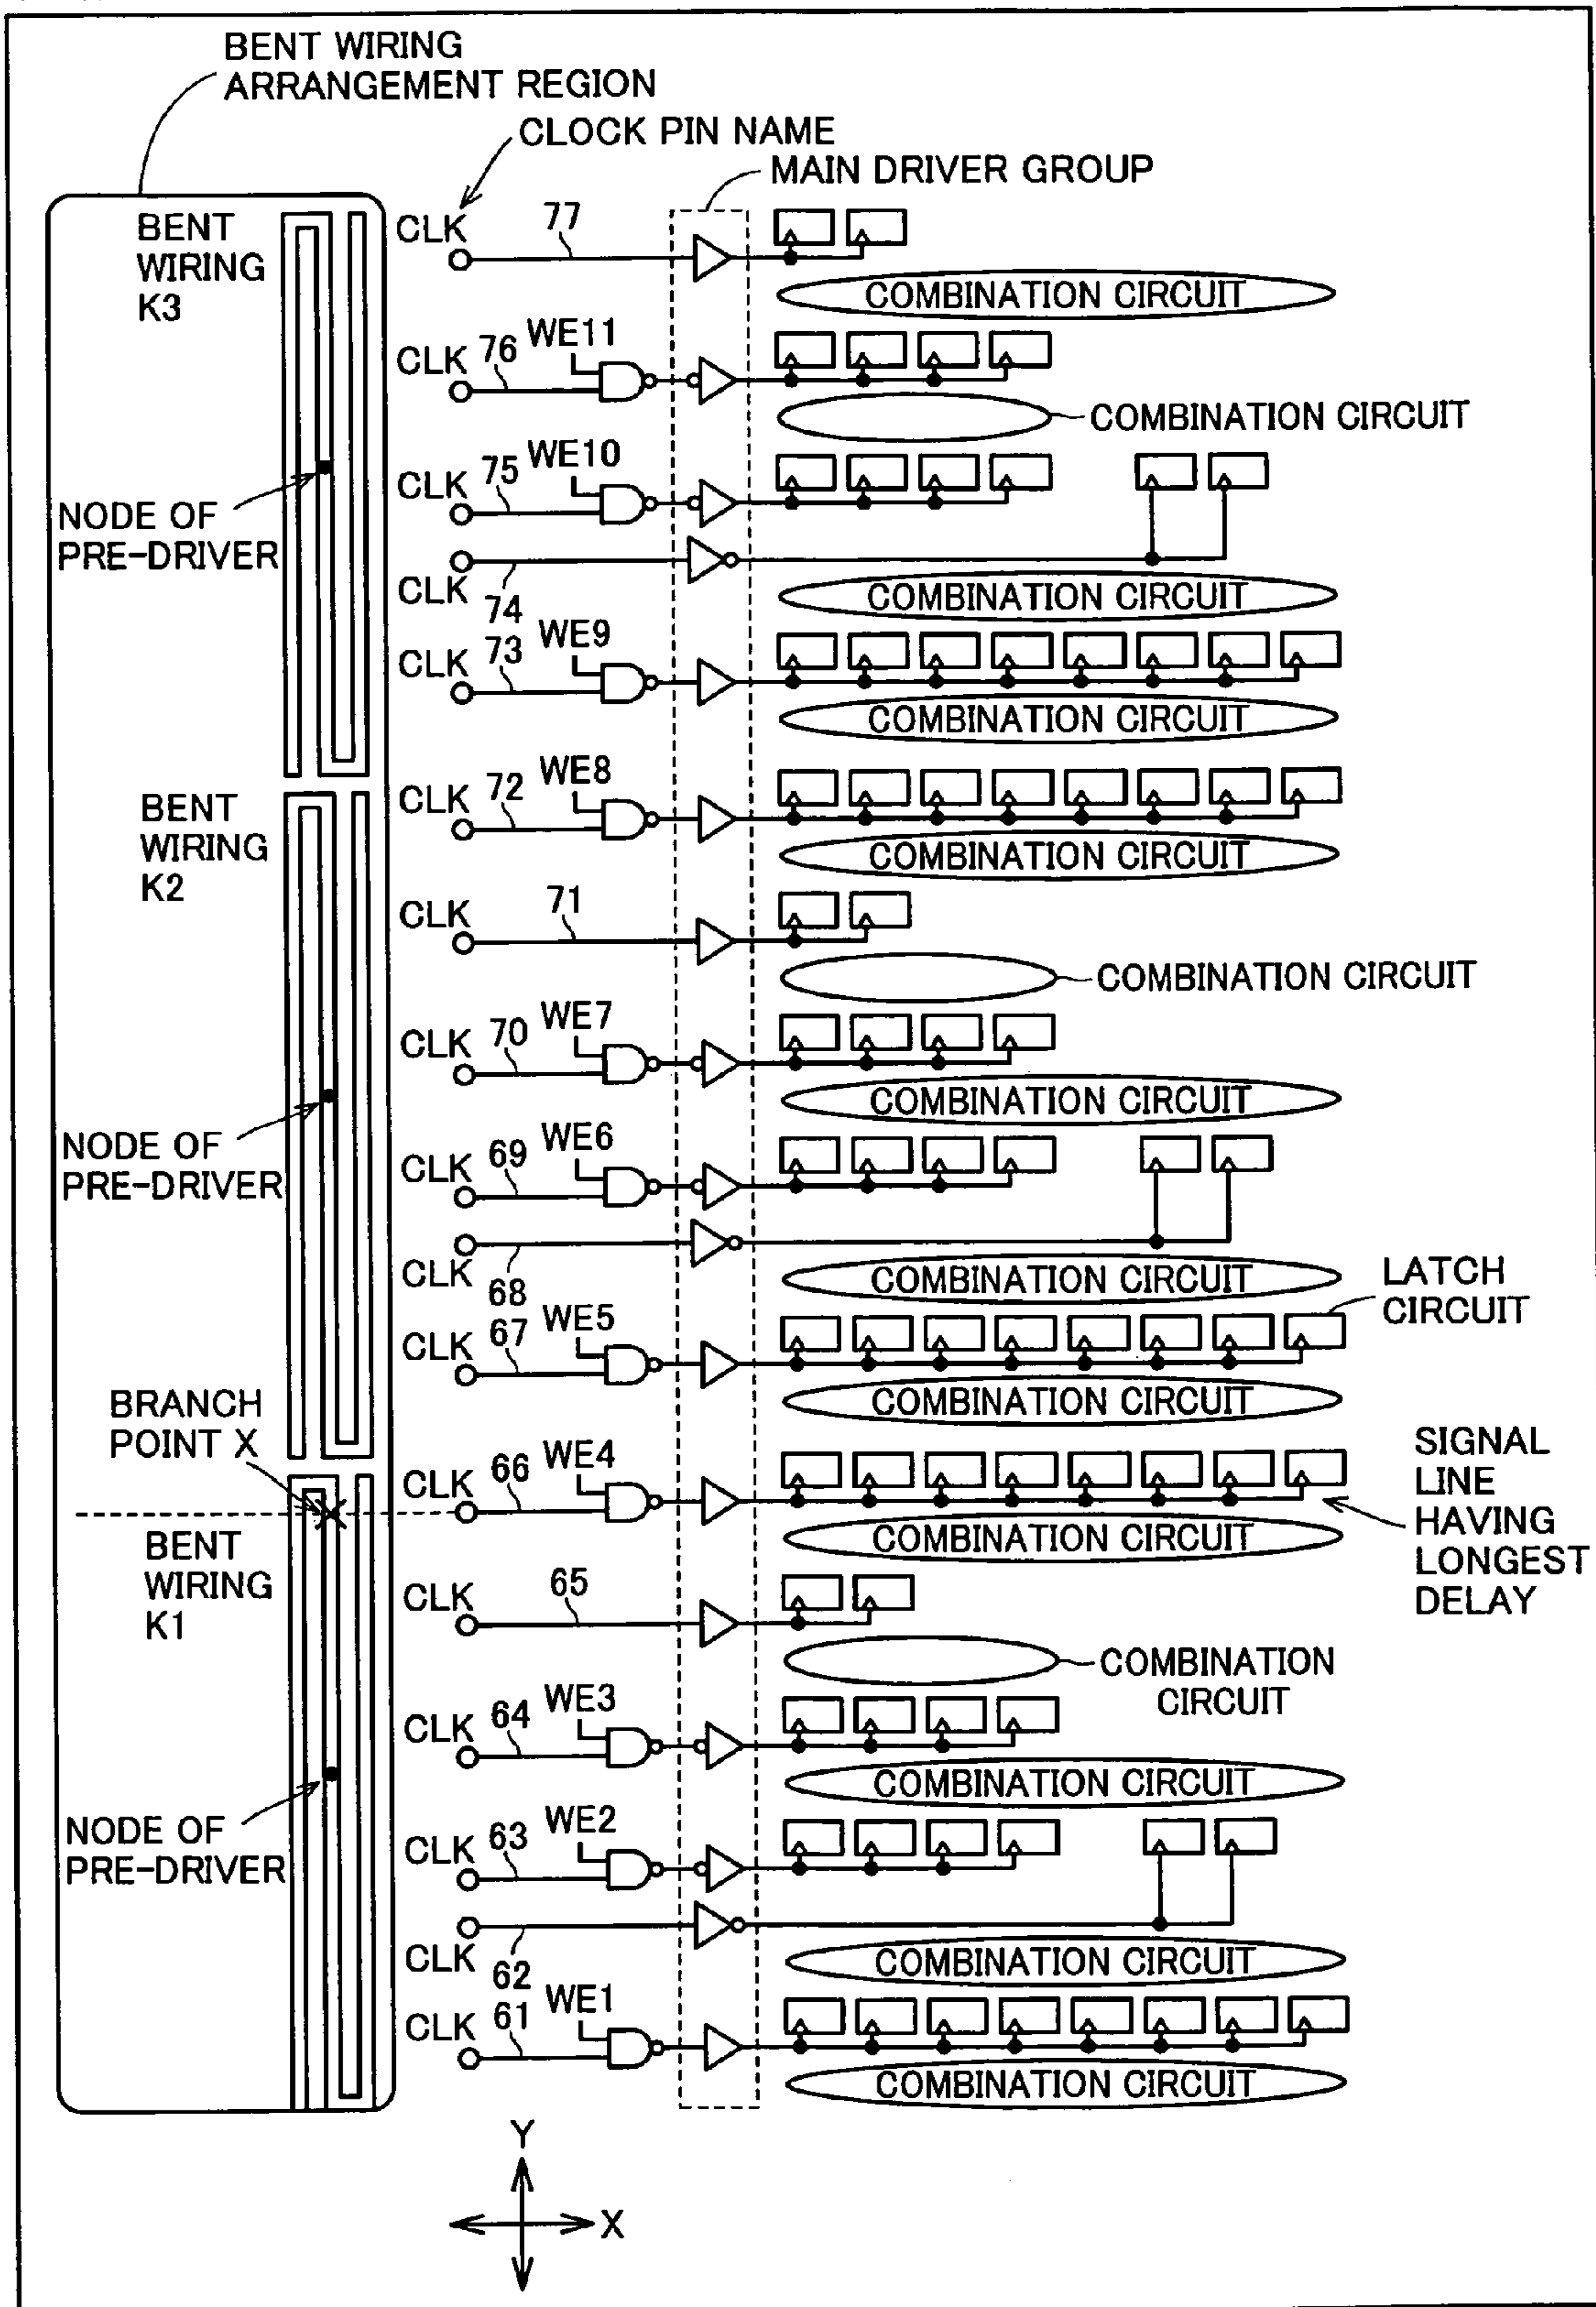 BENT WIRING
ARRANGEMENT REGION
CLOCK PIN NAME
MAIN DRIVER GROUP
BENT
WIRING
K3
CLK
77
COMBINATION CIRCUIT
CLK
76
WE11
COMBINATION CIRCUIT
CLK
75
WE10
NODE OF
PRE-DRIVER
CLK
74
COMBINATION CIRCUIT
CLK
73
WE9
COMBINATION CIRCUIT
BENT
WIRING
K2
CLK
72
WE8
COMBINATION CIRCUIT
CLK
71
COMBINATION CIRCUIT
CLK
70
WE7
COMBINATION CIRCUIT
NODE OF
PRE-DRIVER
CLK
69
WE6
CLK
68
COMBINATION CIRCUIT
LATCH
CIRCUIT
CLK
67
WE5
COMBINATION CIRCUIT
BRANCH
POINT X
CLK
66
WE4
SIGNAL
LINE
HAVING
LONGEST
DELAY
COMBINATION CIRCUIT
BENT
WIRING
K1
CLK
65
COMBINATION
CIRCUIT
CLK
64
WE3
COMBINATION CIRCUIT
NODE OF
PRE-DRIVER
CLK
63
WE2
CLK
62
COMBINATION CIRCUIT
CLK
61
WE1
COMBINATION CIRCUIT
Y
X